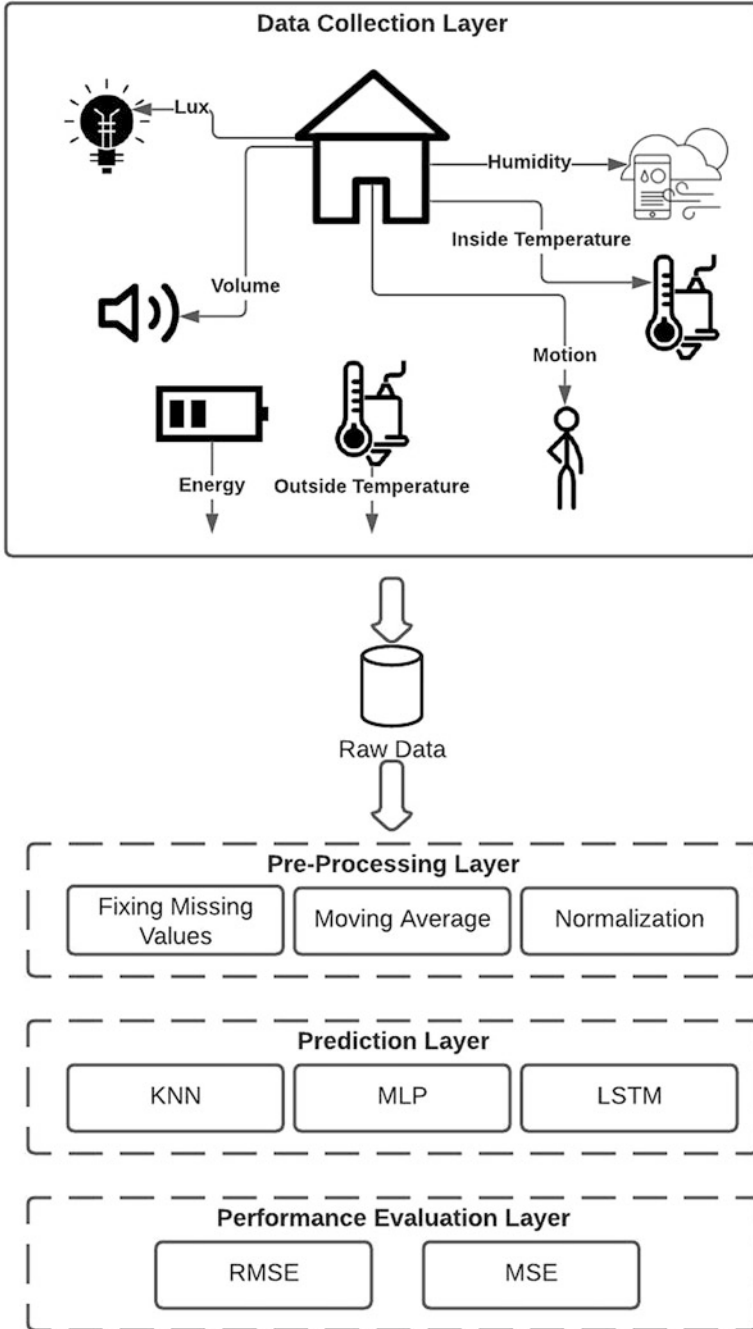 Data Collection Layer
Lux
Humidity
Inside Temperature
Volume
Motion
Energy
Outside Temperature
Raw Data
Pre-Processing Layer
Fixing Missing
Values
Moving Average
Normalization
Prediction Layer
KNN
MLP
LSTM
Performance Evaluation Layer
RMSE
MSE